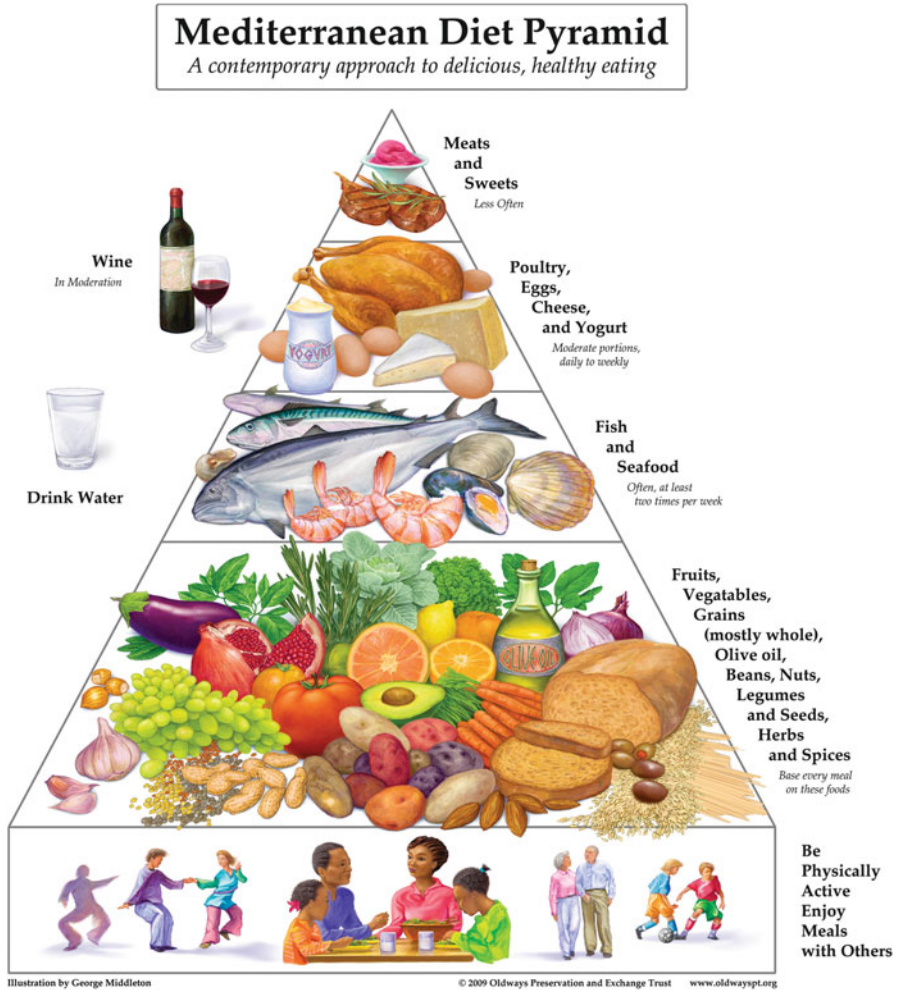 Mediterranean Diet Pyramid
A contemporary approach to delicious, healthy eating
Meats
and
Sweets
Less Often
Wine
In Moderation
Poultry,
Eggs,
Cheese,
and Yogurt
Moderate portions,
daily to weekly
YOGURT
Drink Water
Fish
and
Seafood
Often, at least
two times per week
Fruits,
Vegatables,
Grains
(mostly whole),
Olive oil,
Beans, Nuts,
Legumes
and Seeds,
Herbs
and Spices
Base every meal
on these foods
OLIVE OIL
Be
Physically
Active
Enjoy
Meals
with Others
Illustration by George Middleton
© 2009 Oldways Preservation and Exchange Trust
www.oldwayspt.org